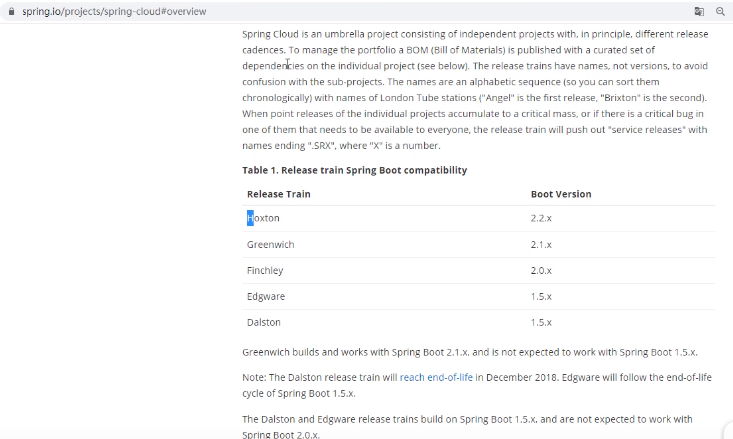 spring.io/projects/spring-cloud#overview
Spring Cloud is an umbrella project consisting of independent projects with, in principle, different release
cadences. To manage the portfolio a BOM (Bill of Materials) is published with a curated set of
dependencies on the individual project (see below). The release trains have names, not versions, to avoid
confusion with the sub-projects. The names are an alphabetic sequence (so you can sort them
chronologically) with names of London Tube stations ("Angel" is the first release, "Brixton" is the second).
When point releases of the individual projects accumulate to a critical mass, or if there is a critical bug in
one of them that needs to be available to everyone, the release train will push out "service releases" with
names ending ".SRX", where "X" is a number.
Table 1. Release train Spring Boot compatibility
Release Train Boot Version
Hoxton 2.2.x
Greenwich 2.1.x
Finchley 2.0.x
Edgware 1.5.x
Dalston 1.5.x
Greenwich builds and works with Spring Boot 2.1.x, and is not expected to work with Spring Boot 1.5.x.
Note: The Dalston release train will reach end-of-life in December 2018. Edgware will follow the end-of-life
cycle of Spring Boot 1.5.x.
The Dalston and Edgware release trains build on Spring Boot 1.5.x, and are not expected to work with
Spring Boot 2.0.x.